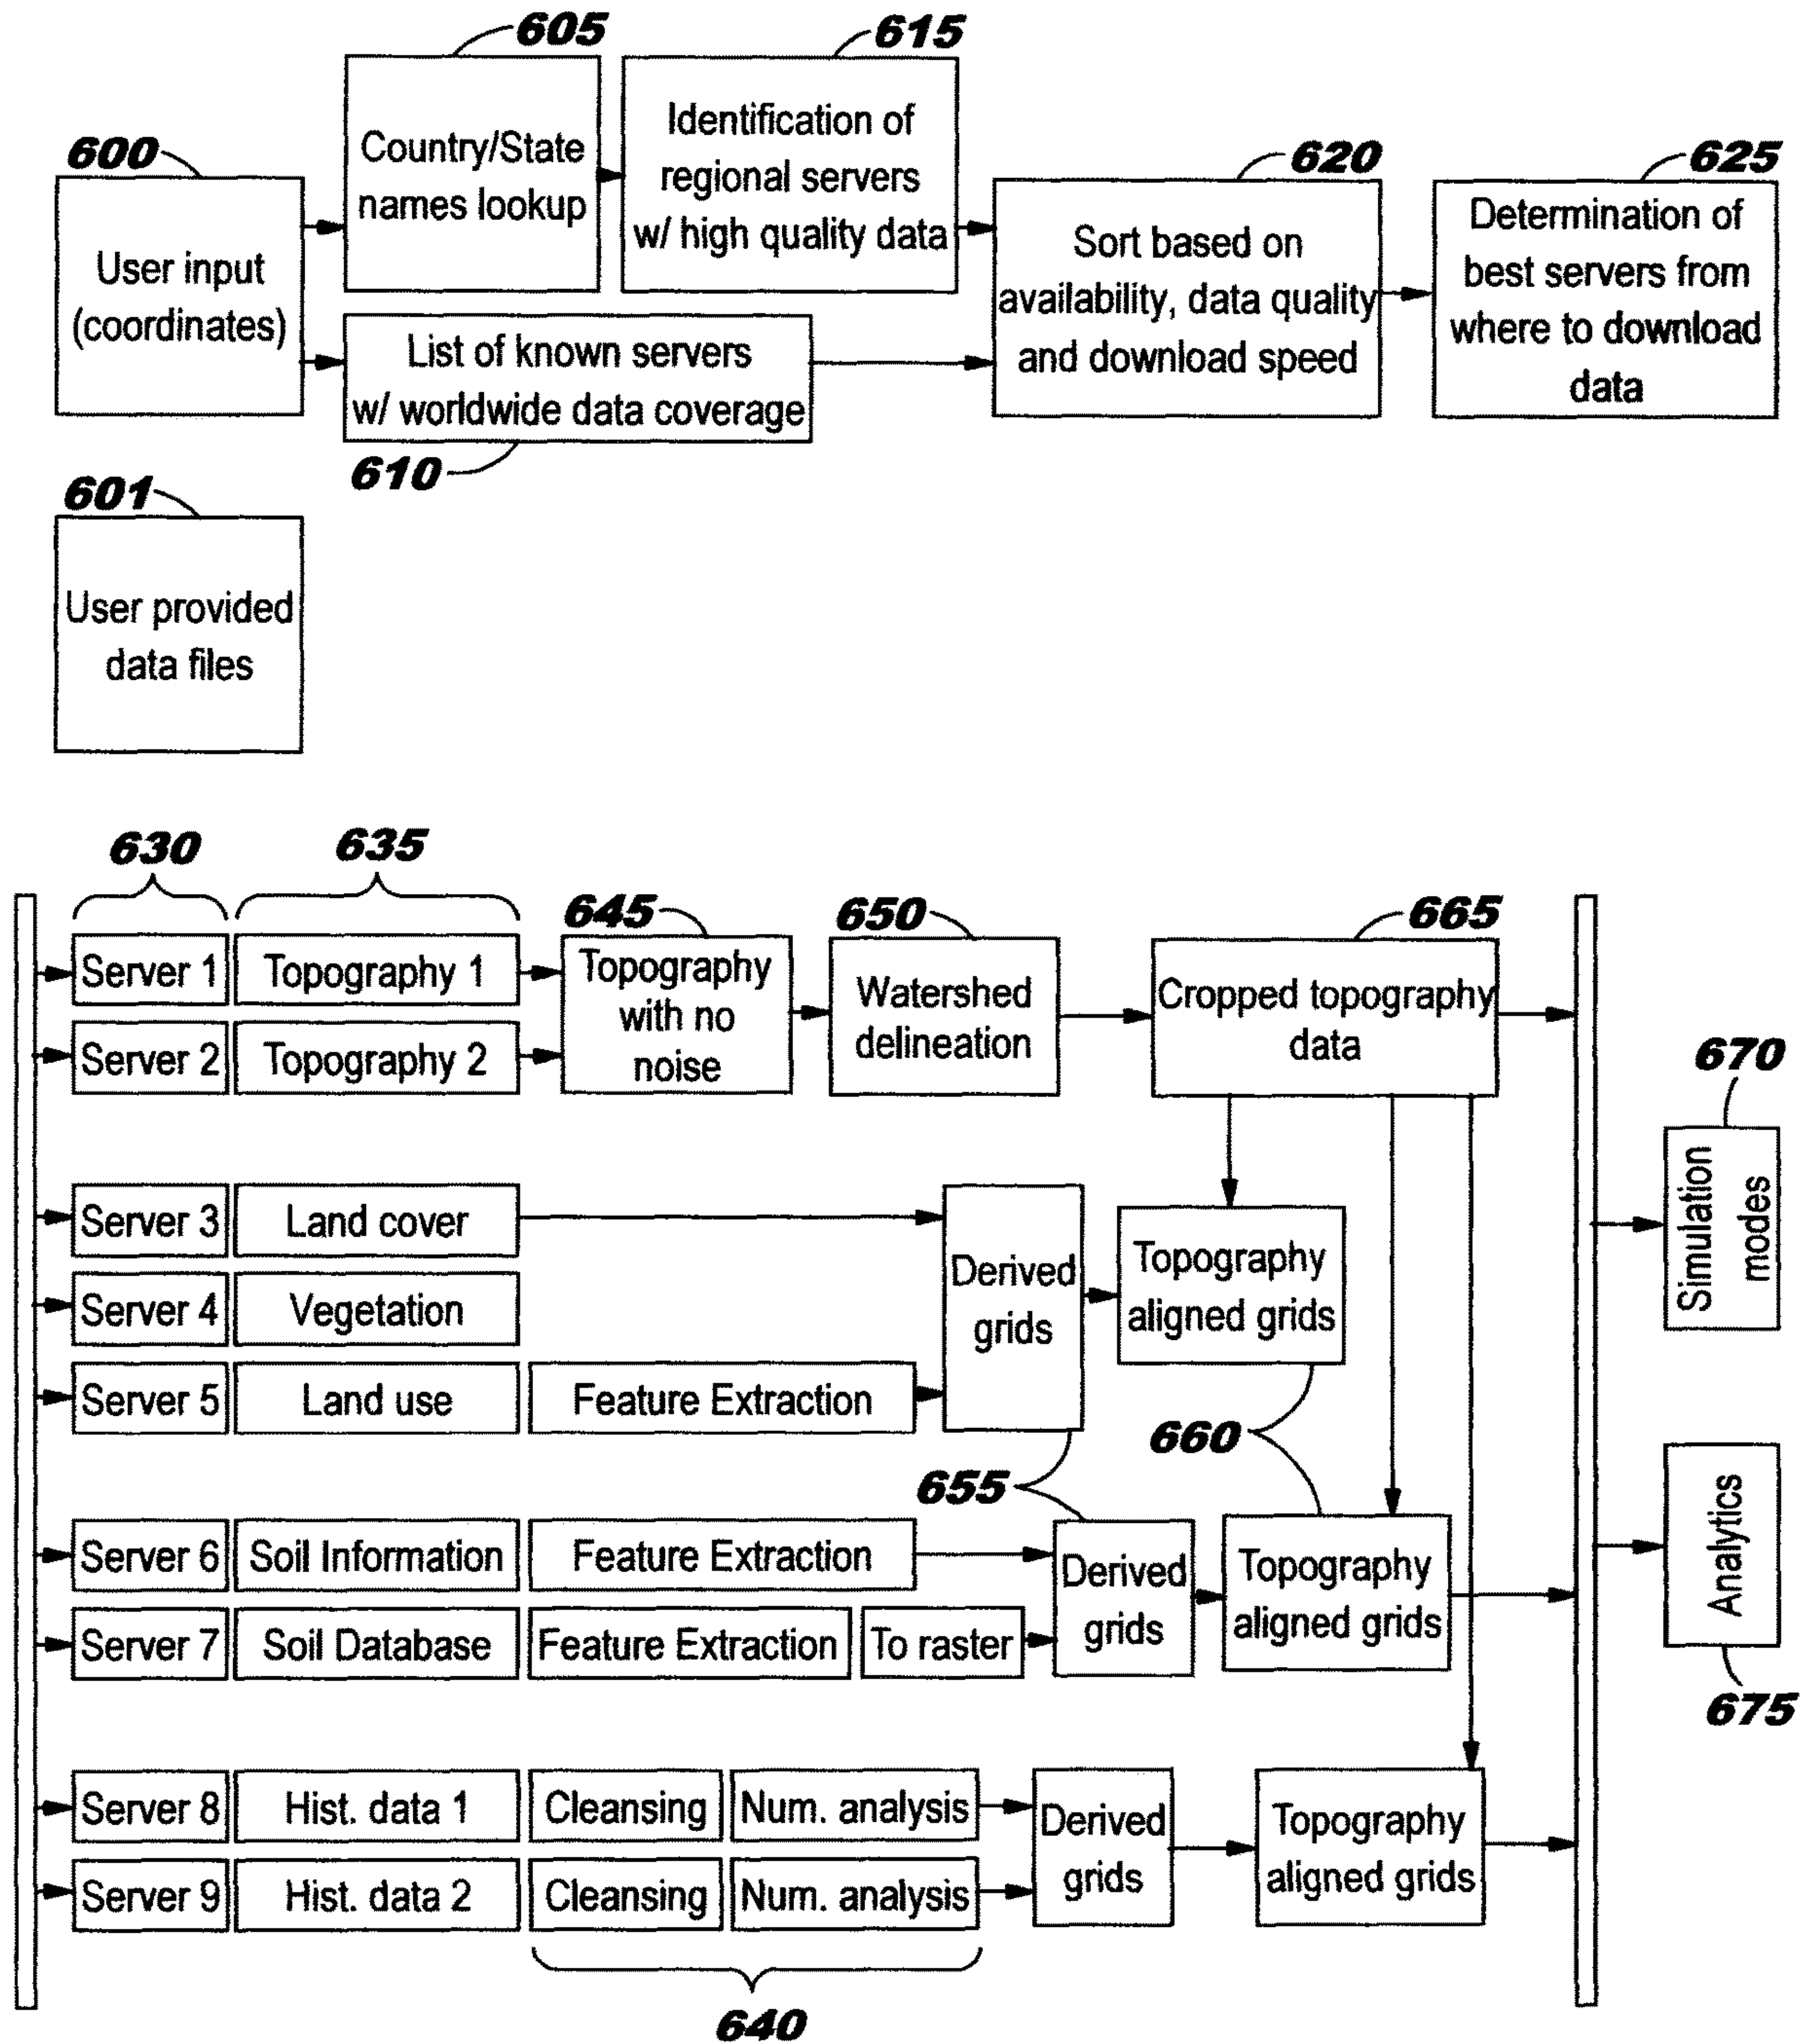 605
615
600
Country/State
names lookup
Identification of
regional servers
w/ high quality data
620
625
User input
(coordinates)
List of known servers
w/ worldwide data coverage
610
Sort based on
availability, data quality
and download speed
Determination of
best servers from
where to download
data
601
User provided
data files
630
635
645
650
665
Server 1
Topography 1
Server 2
Topography 2
Topography
with no
noise
Watershed
delineation
Cropped topography
data
670
Simulation
modes
Server 3
Land cover
Server 4
Vegetation
Server 5
Land use
Feature Extraction
Derived
grids
Topography
aligned grids
660
655
Server 6
Soil Information
Feature Extraction
Server 7
Soil Database
Feature Extraction
To raster
Derived
grids
Topography
aligned grids
Analytics
675
Server 8
Hist. data 1
Cleansing
Num. analysis
Server 9
Hist. data 2
Cleansing
Num. analysis
Derived
grids
Topography
aligned grids
640